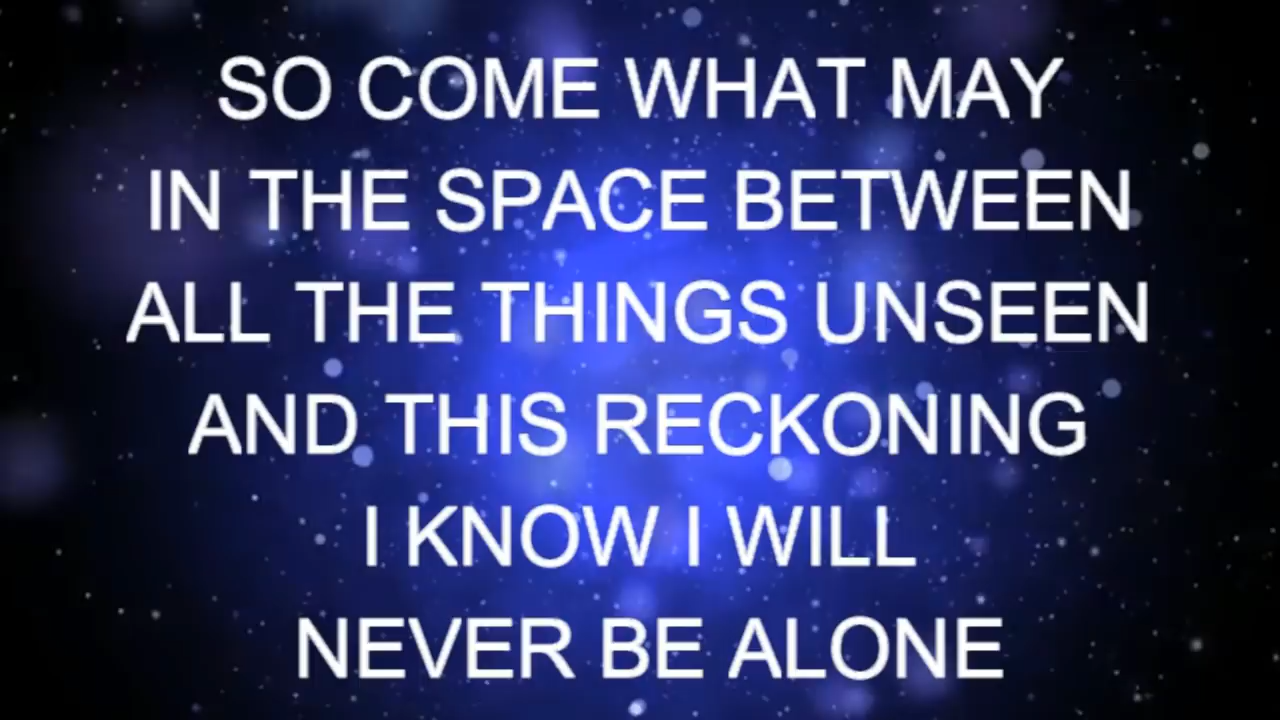 SO COME WHAT MAY
IN THE SPACE BETWEEN
ALL THE THINGS UNSEEN
AND THIS RECKONING
I KNOW I WILL
NEVER BE ALONE